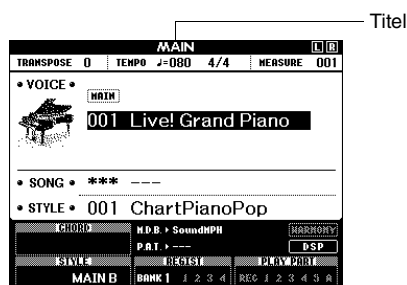 Titel
MAIN L R
TRANSPOSE 0 TEMPO ♩=080 4/4 MEASURE 001
• VOICE •
MAIN
001 Live! Grand Piano
• SONG • *** ---
• STYLE • 001 ChartPianoPop
CHORD M.D.B. ▸ SoundMPH HARMONY
P.A.T. ▸ --- DSP
STYLE REGIST PLAY PART
MAIN B BANK 1 1 2 3 4 REC 1 2 3 4 5 A